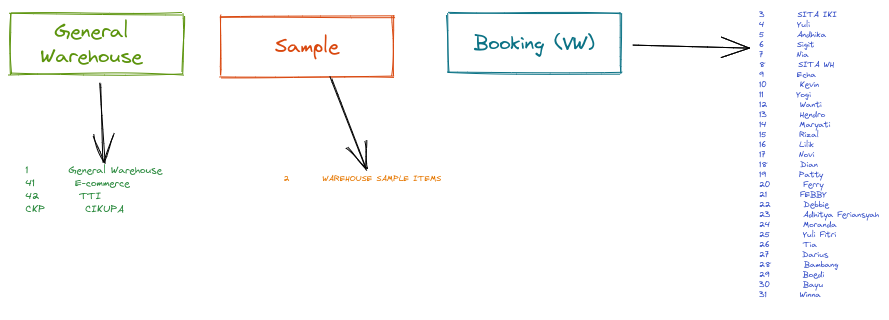 General
Warehouse
Sample
Booking (VW)
1 General Warehouse
41 E-commerce
42 TTI
CKP CIKUPA
2 WAREHOUSE SAMPLE ITEMS
3 SITA IKI
4 Yuli
5 Andhika
6 Sigit
7 Nia
8 SITA WH
9 Echa
10 Kevin
11 Yogi
12 Wanti
13 Hendro
14 Maryati
15 Rizal
16 Lilik
17 Novi
18 Dian
19 Patty
20 Ferry
21 FEBBY
22 Debbie
23 Adhitya Feriansyah
24 Moranda
25 Yuli Fitri
26 Tia
27 Darius
28 Bambang
29 Boedi
30 Bayu
31 Winna